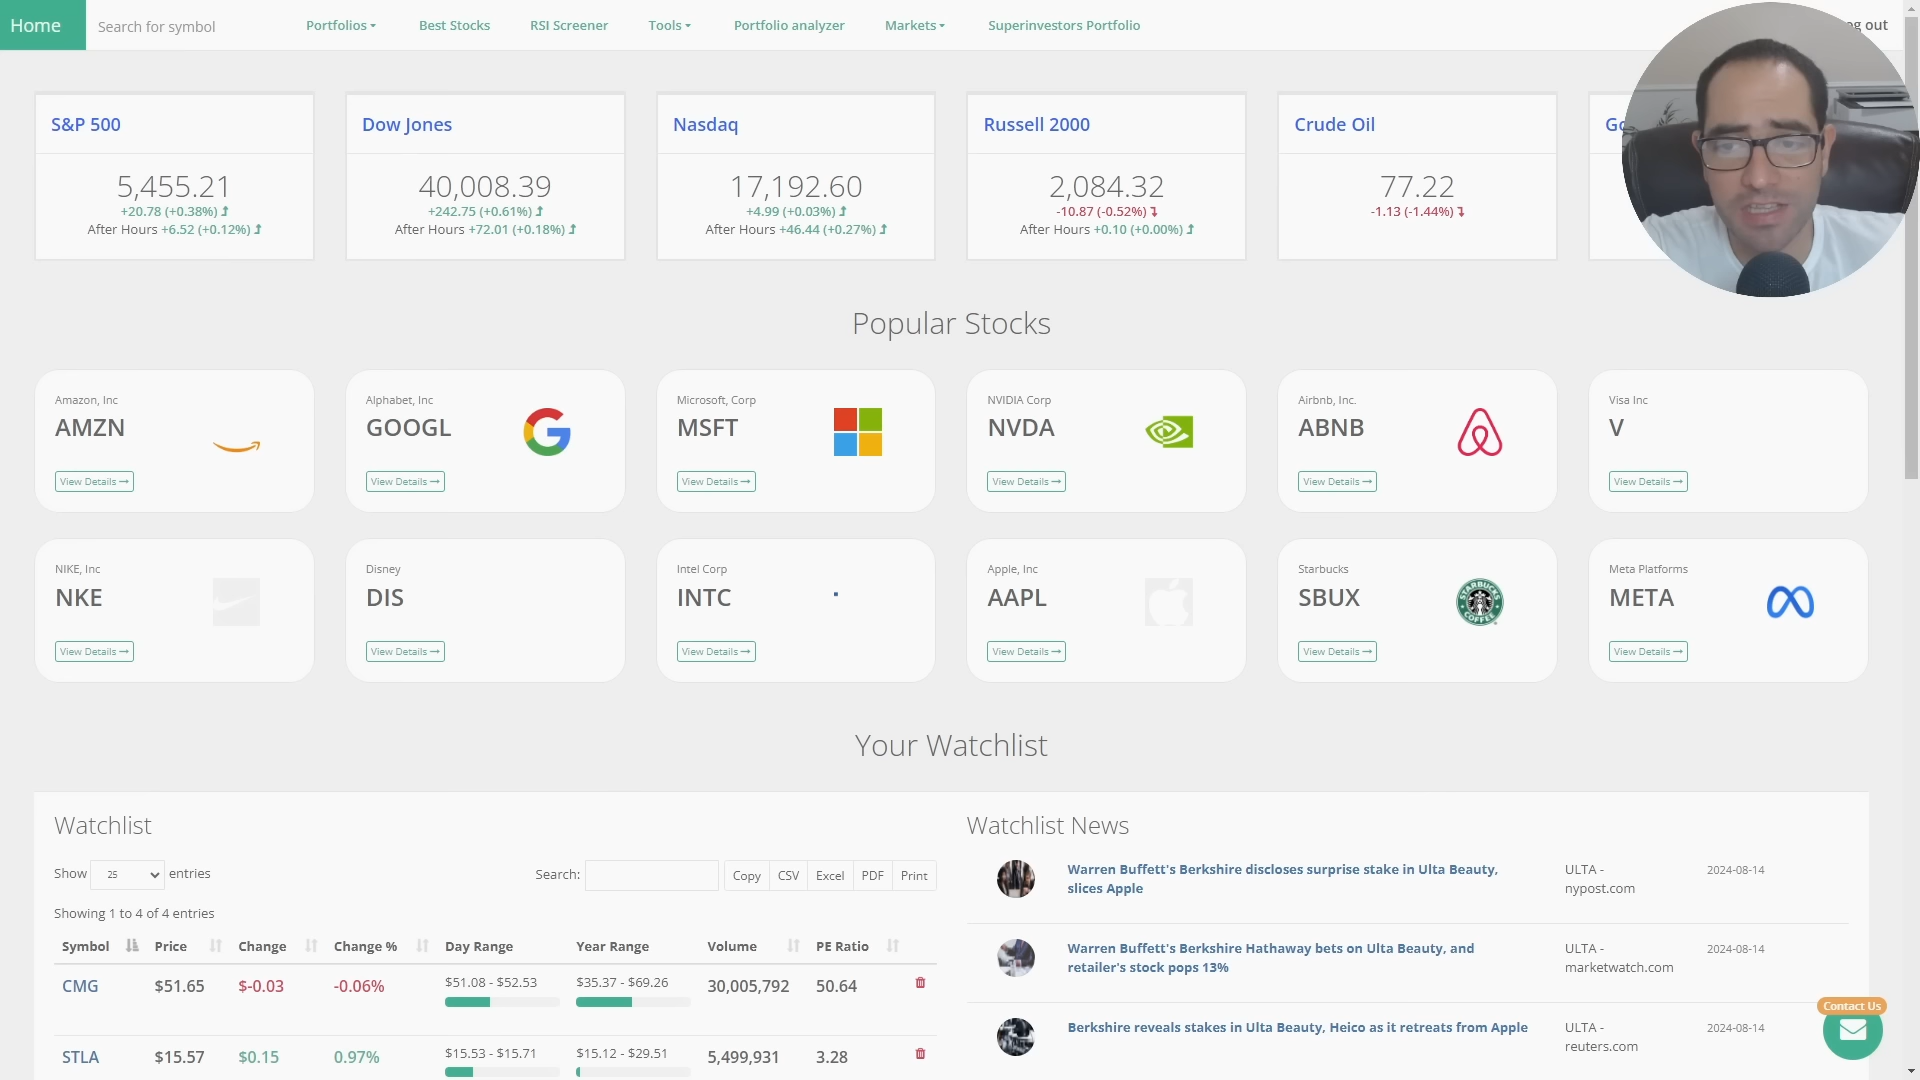 Home
Search for symbol
Portfolios
Best Stocks
RSI Screener
Tools
Portfolio analyzer
Markets
Superinvestors Portfolio
out
S&P 500
5,455.21
+20.78 (+0.38%)
After Hours +6.52 (+0.12%)
Dow Jones
40,008.39
+242.75 (+0.61%)
After Hours +72.01 (+0.18%)
Nasdaq
17,192.60
+4.99 (+0.03%)
After Hours +46.44 (+0.27%)
Russell 2000
2,084.32
-10.87 (-0.52%)
After Hours +0.10 (+0.00%)
Crude Oil
77.22
-1.13 (-1.44%)
Popular Stocks
Amazon, Inc
AMZN
View Details
Alphabet, Inc
GOOGL
View Details
Microsoft, Corp
MSFT
View Details
NVIDIA Corp
NVDA
View Details
Airbnb, Inc.
ABNB
View Details
Visa Inc
V
View Details
NIKE, Inc
NKE
View Details
Disney
DIS
View Details
Intel Corp
INTC
View Details
Apple, Inc
AAPL
View Details
Starbucks
SBUX
View Details
Meta Platforms
META
View Details
Your Watchlist
Watchlist
Show 25 entries
Search:
Copy CSV Excel PDF Print
Showing 1 to 4 of 4 entries
Symbol Price Change Change % Day Range Year Range Volume PE Ratio
CMG $51.65 $-0.03 -0.06% $51.08 - $52.53 $35.37 - $69.26 30,005,792 50.64
STLA $15.57 $0.15 0.97% $15.53 - $15.71 $15.12 - $29.51 5,499,931 3.28
Watchlist News
Warren Buffett's Berkshire discloses surprise stake in Ulta Beauty,
slices Apple
ULTA -
nypost.com
2024-08-14
Warren Buffett's Berkshire Hathaway bets on Ulta Beauty, and
retailer's stock pops 13%
ULTA -
marketwatch.com
2024-08-14
Berkshire reveals stakes in Ulta Beauty, Heico as it retreats from Apple
ULTA -
reuters.com
2024-08-14
Contact Us